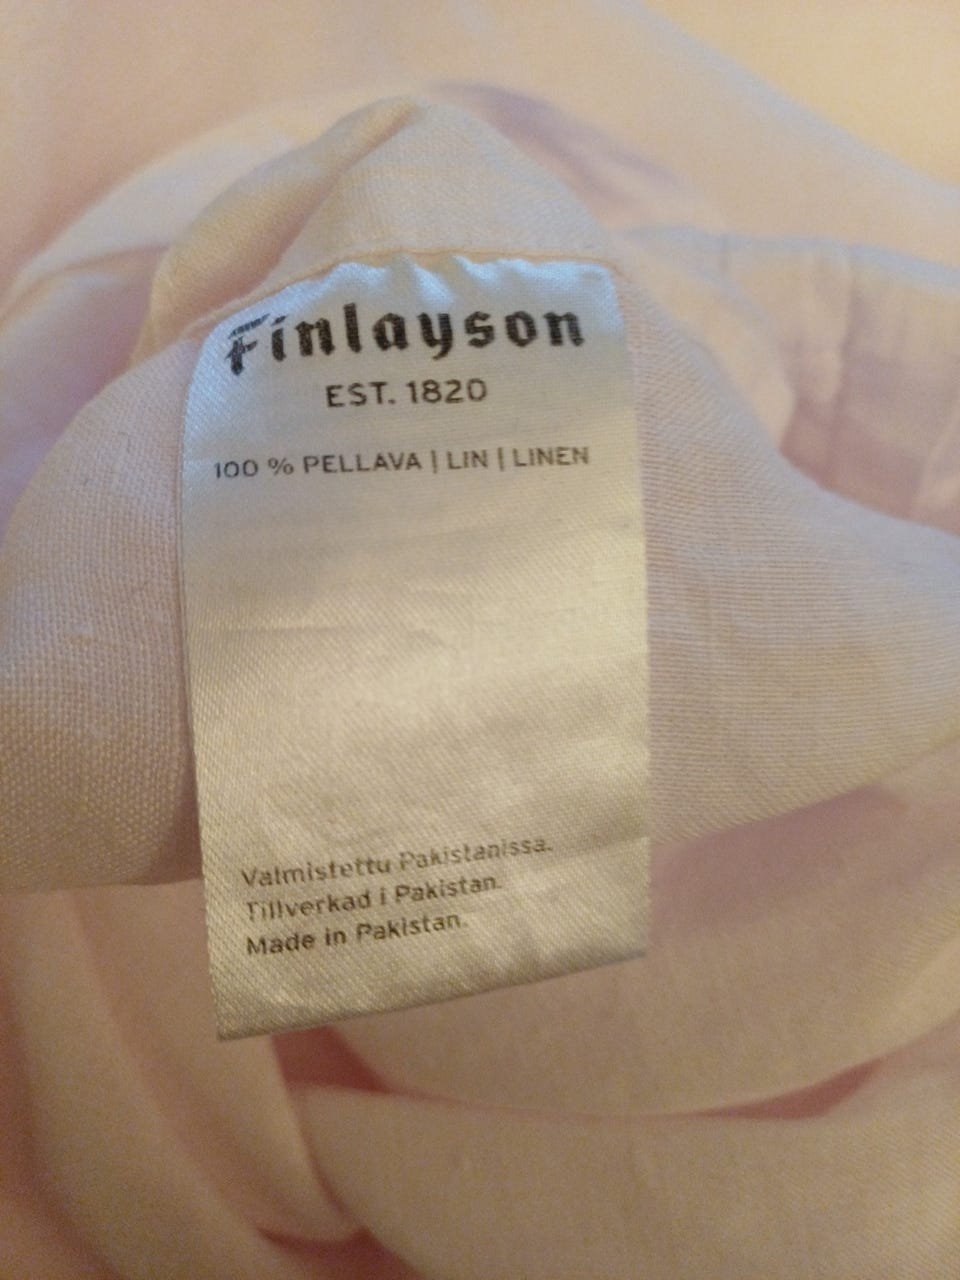 Finlayson
EST. 1820
100 % PELLAVA | LIN | LINEN
Valmistettu Pakistanissa.
Tillverkad i Pakistan.
Made in Pakistan.